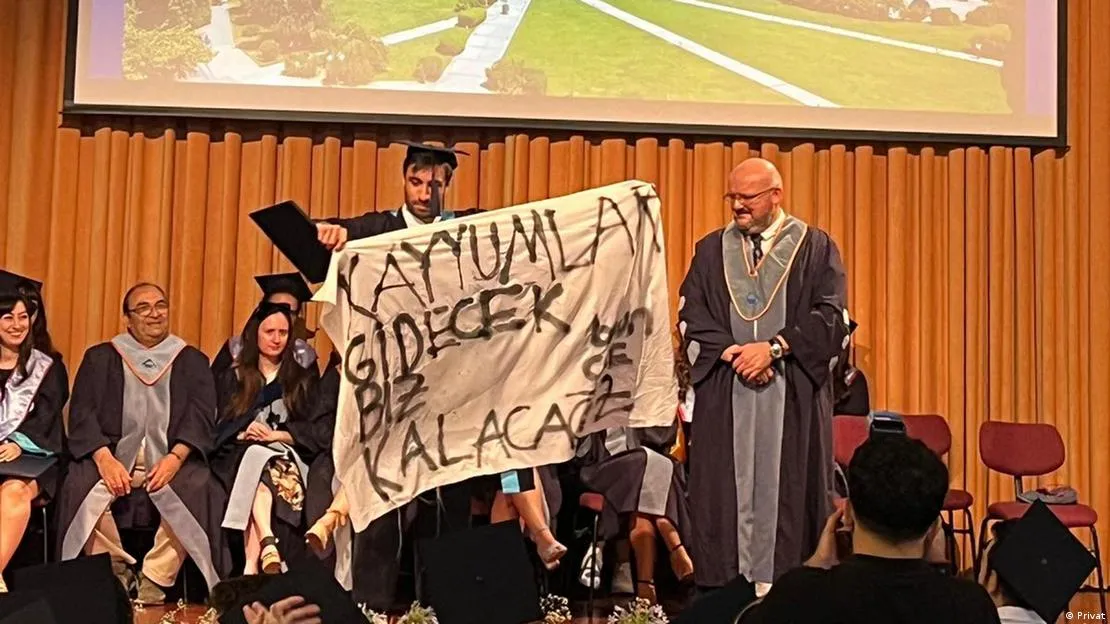 KAYYUMLAR
GİDECEK
BİZ
KALACAĞIZ
© Privat